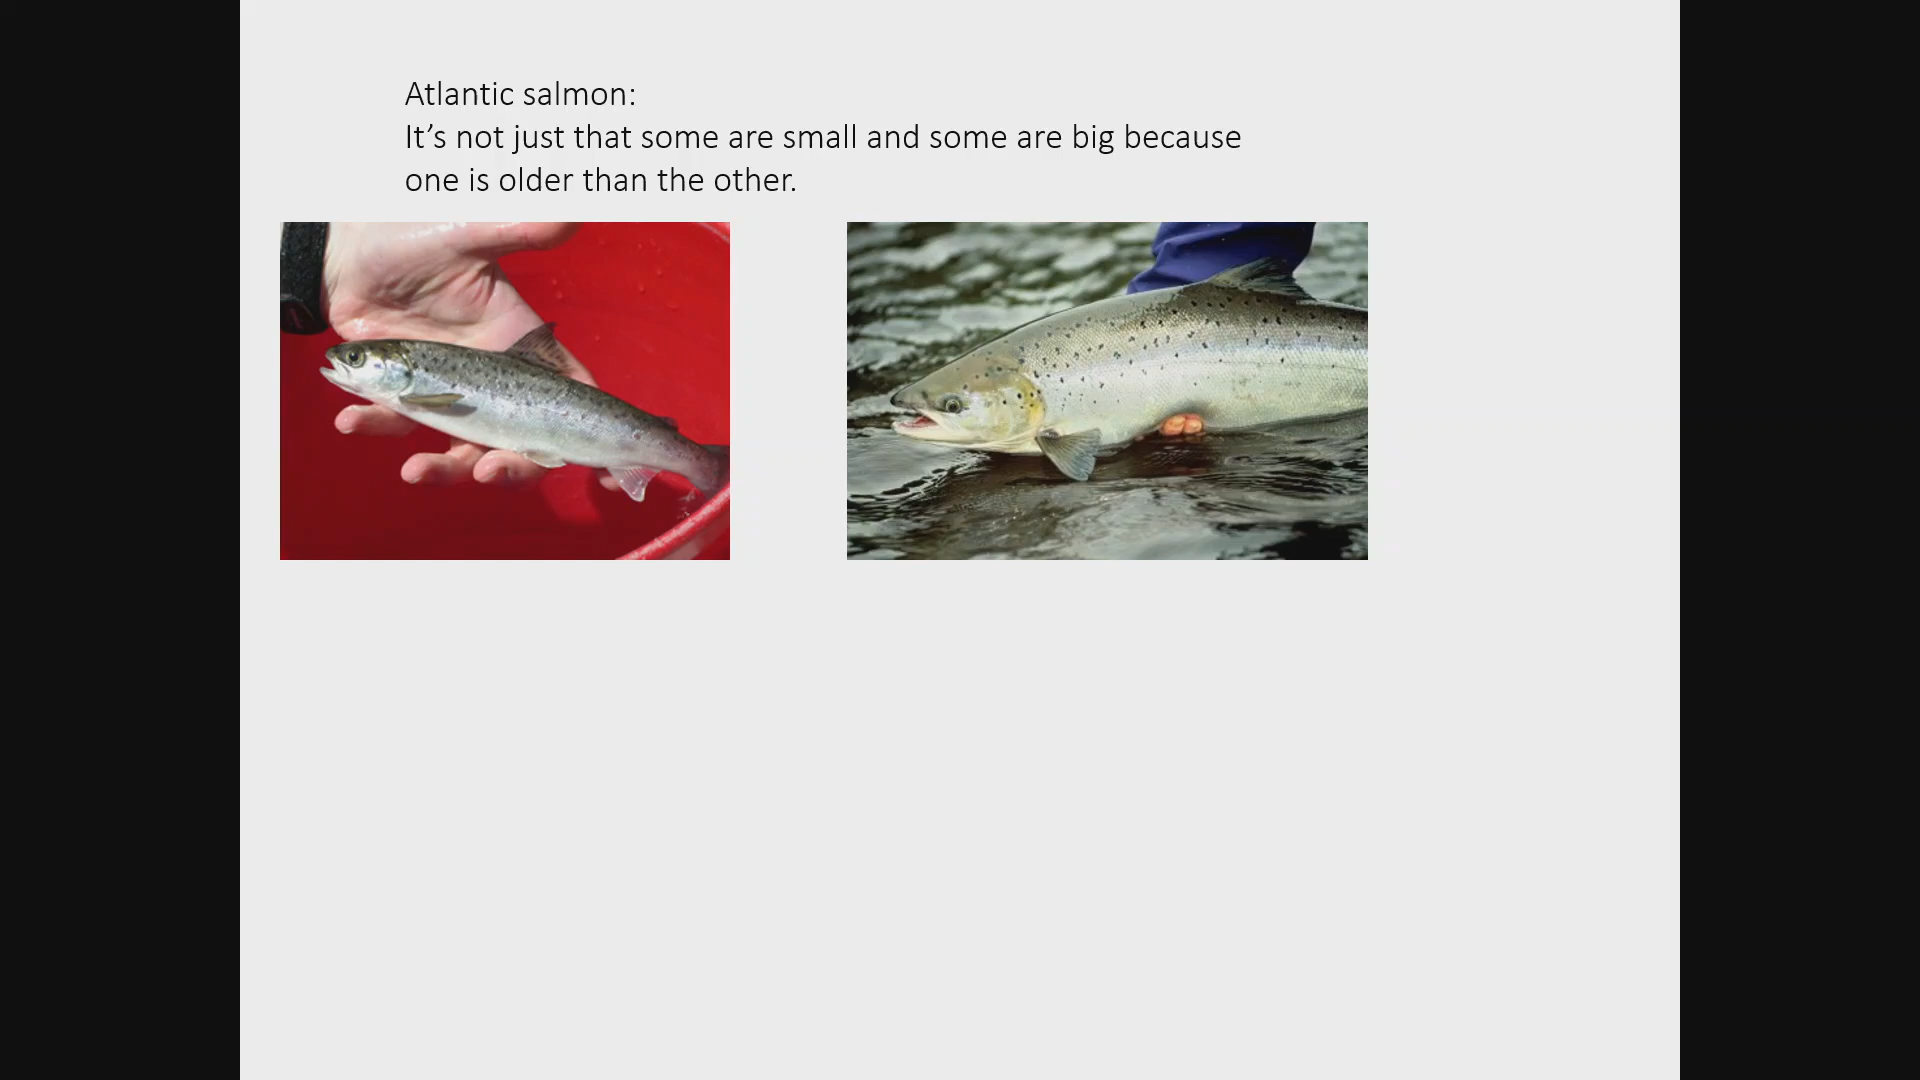 Atlantic salmon:
It’s not just that some are small and some are big because
one is older than the other.